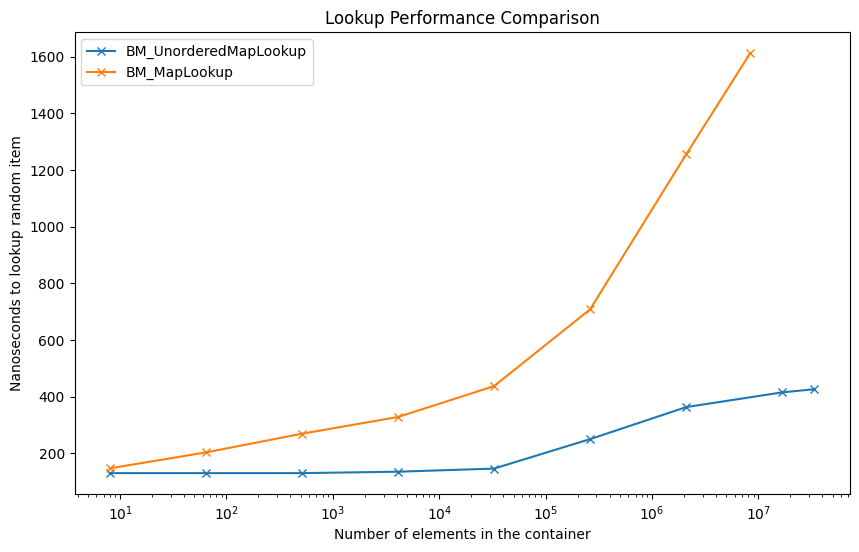 Lookup Performance Comparison
BM_UnorderedMapLookup
BM_MapLookup
Nanoseconds to lookup random item
1600
1400
1200
1000
800
600
400
200
10¹ 10² 10³ 10⁴ 10⁵ 10⁶ 10⁷
Number of elements in the container